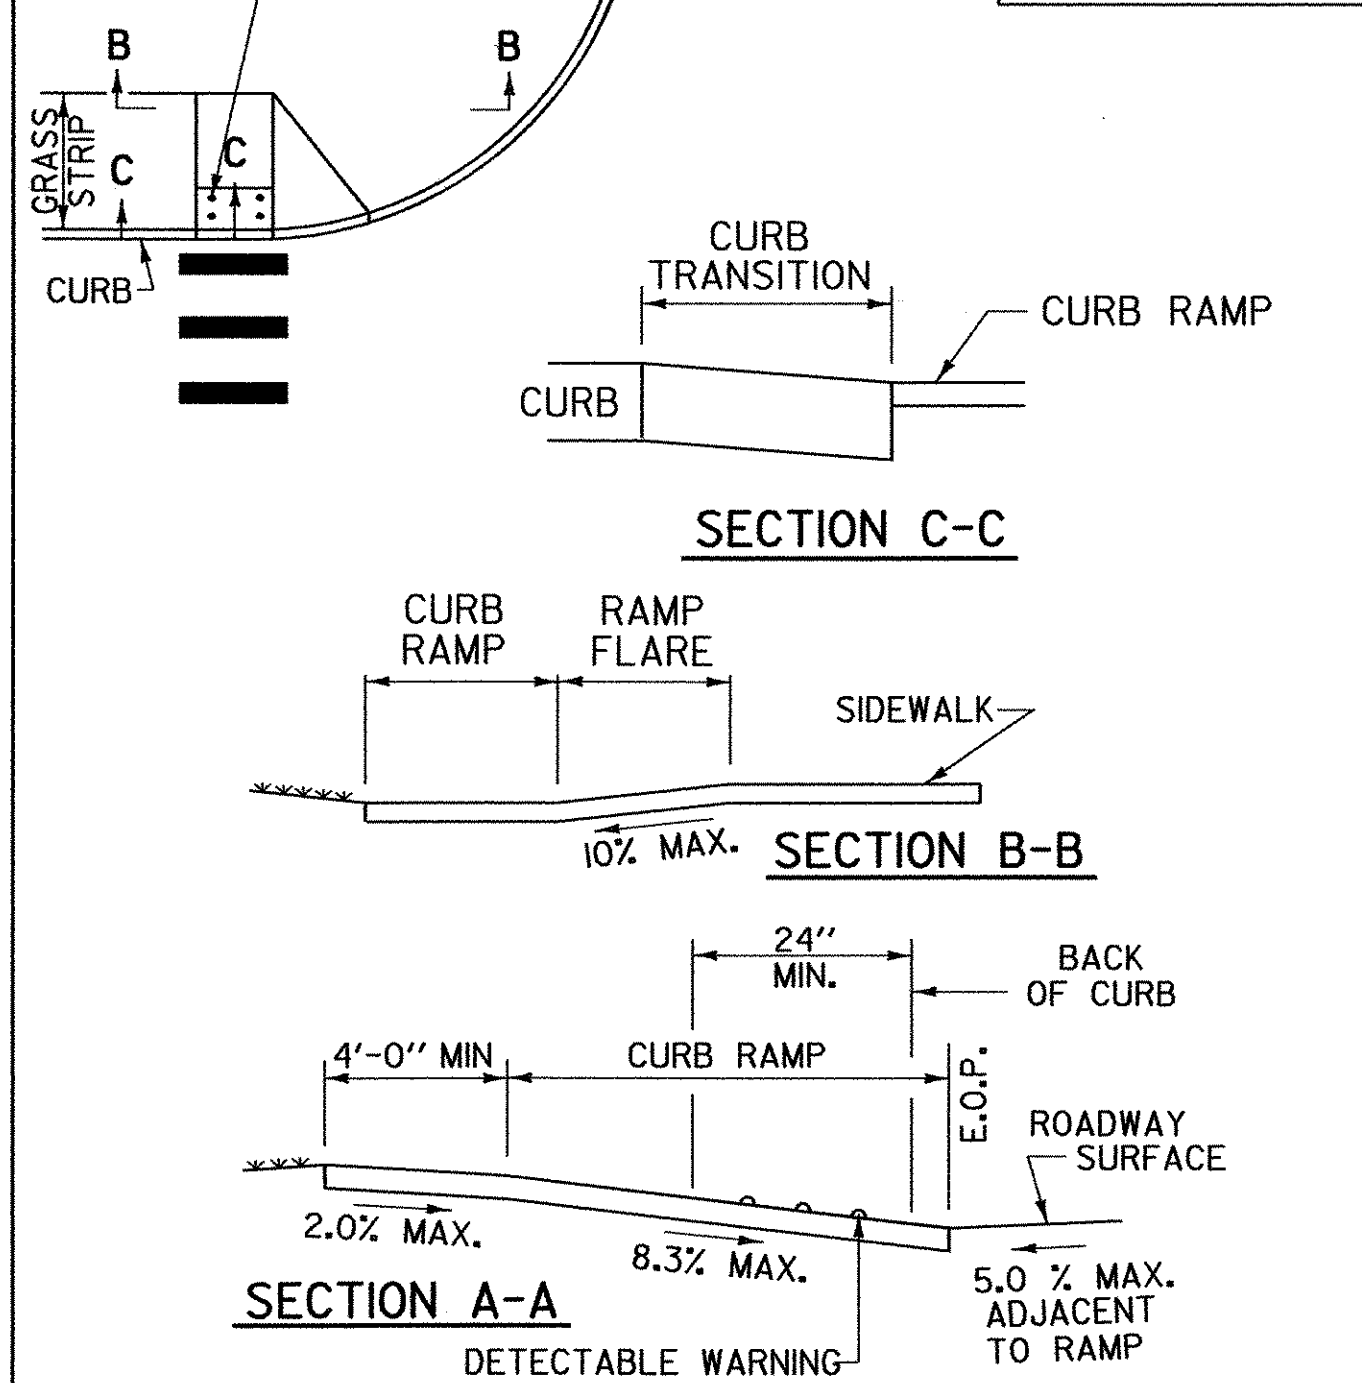 B
B
GRASS
STRIP
C
C
CURB
CURB
TRANSITION
CURB RAMP
CURB
SECTION C-C
CURB
RAMP
RAMP
FLARE
SIDEWALK
10% MAX.
SECTION B-B
24''
MIN.
BACK
OF CURB
4'-0'' MIN
CURB RAMP
E.O.P.
ROADWAY
SURFACE
2.0% MAX.
8.3% MAX.
5.0 % MAX.
ADJACENT
TO RAMP
SECTION A-A
DETECTABLE WARNING